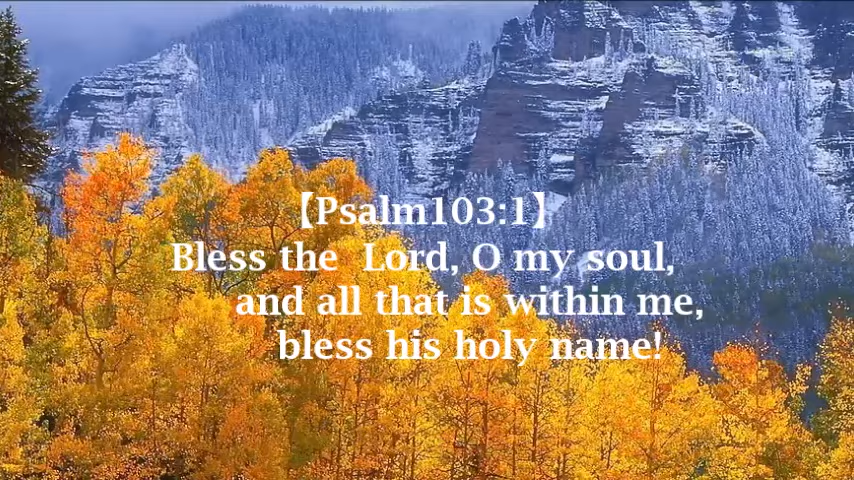 【Psalm103:1】
Bless the  Lord, O my soul,
and all that is within me,
bless his holy name!